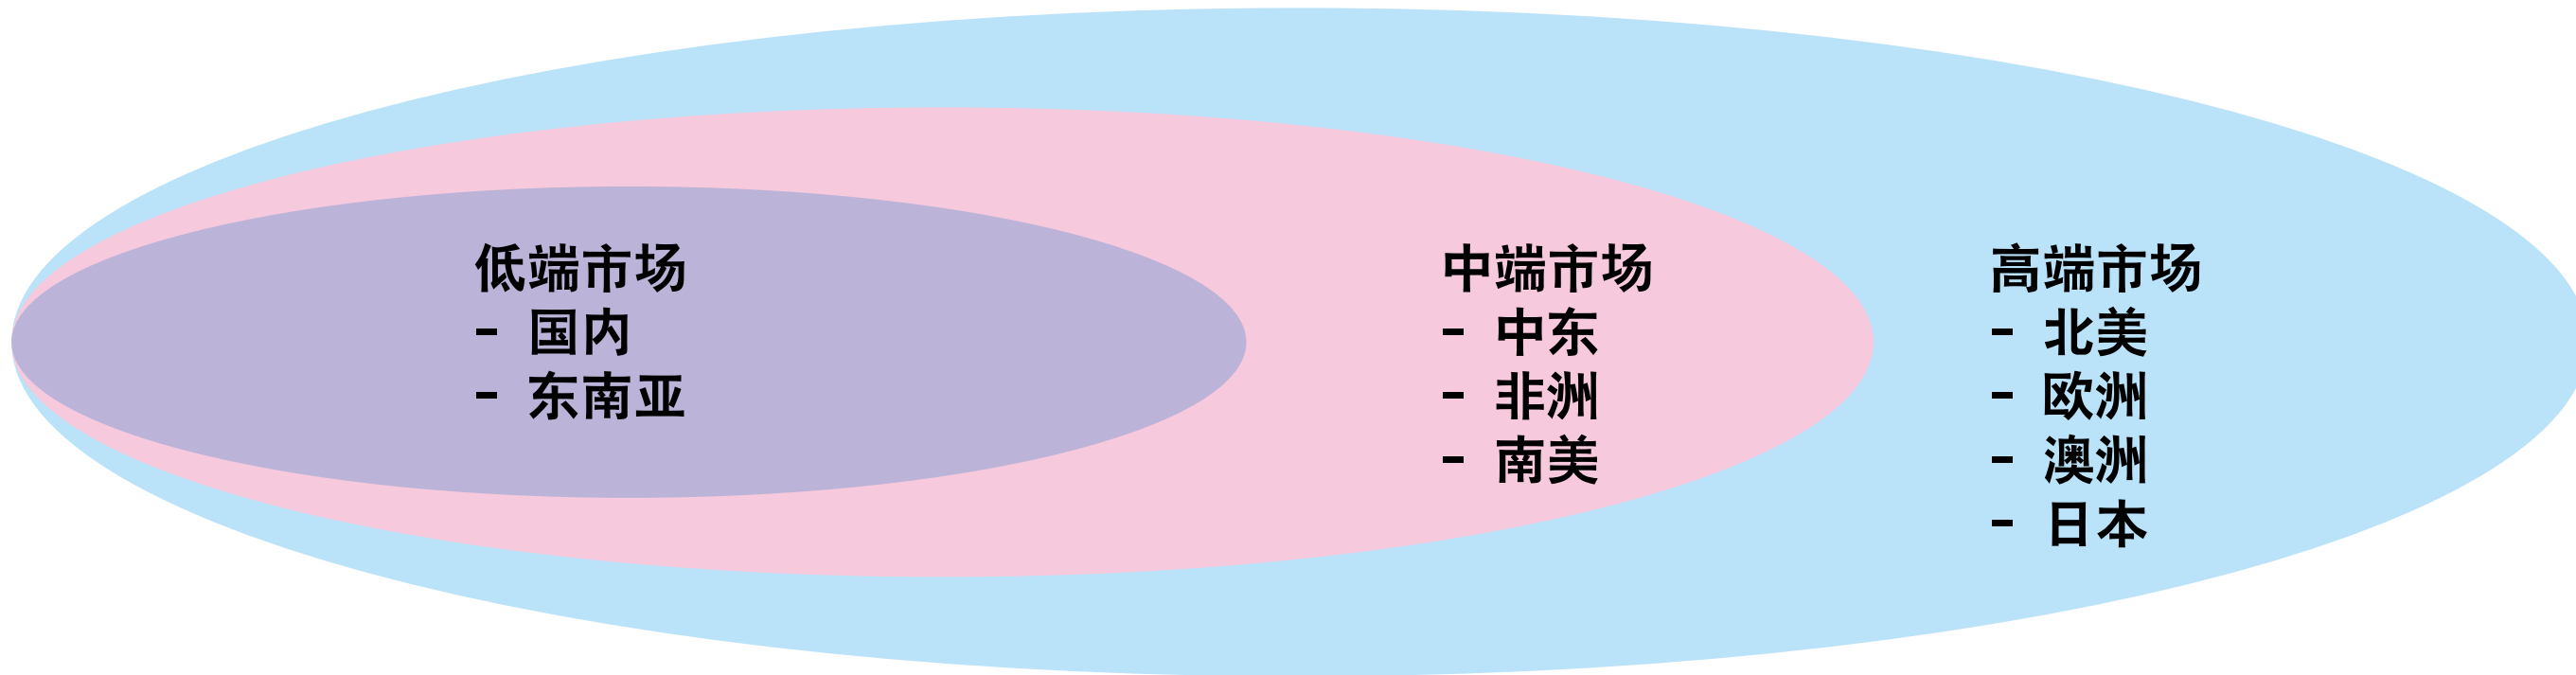 低端市场
- 国内
- 东南亚
中端市场
- 中东
- 非洲
- 南美
高端市场
- 北美
- 欧洲
- 澳洲
- 日本